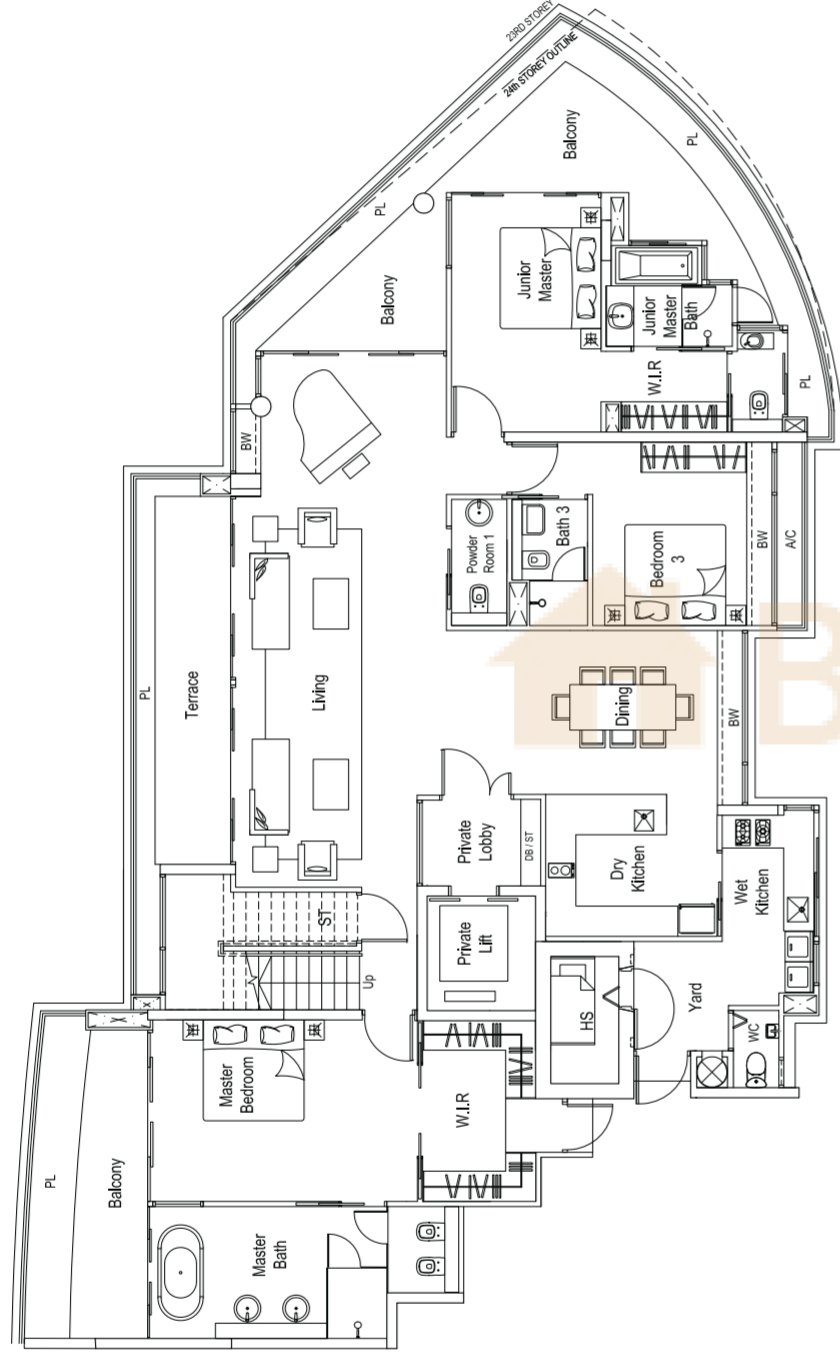 23RD STOREY
24th STOREY OUTLINE
PL
Balcony
PL
Balcony
Junior
Master
Junior
Master
Bath
W.I.R
PL
BW
PL
Terrace
Living
Powder
Room 1
Bath 3
Bedroom
3
BW
A/C
Dining
BW
Private
Lobby
DB / ST
Dry
Kitchen
Wet
Kitchen
ST
Up
Private
Lift
HS
Yard
WC
Master
Bedroom
W.I.R
PL
Balcony
Master
Bath
B